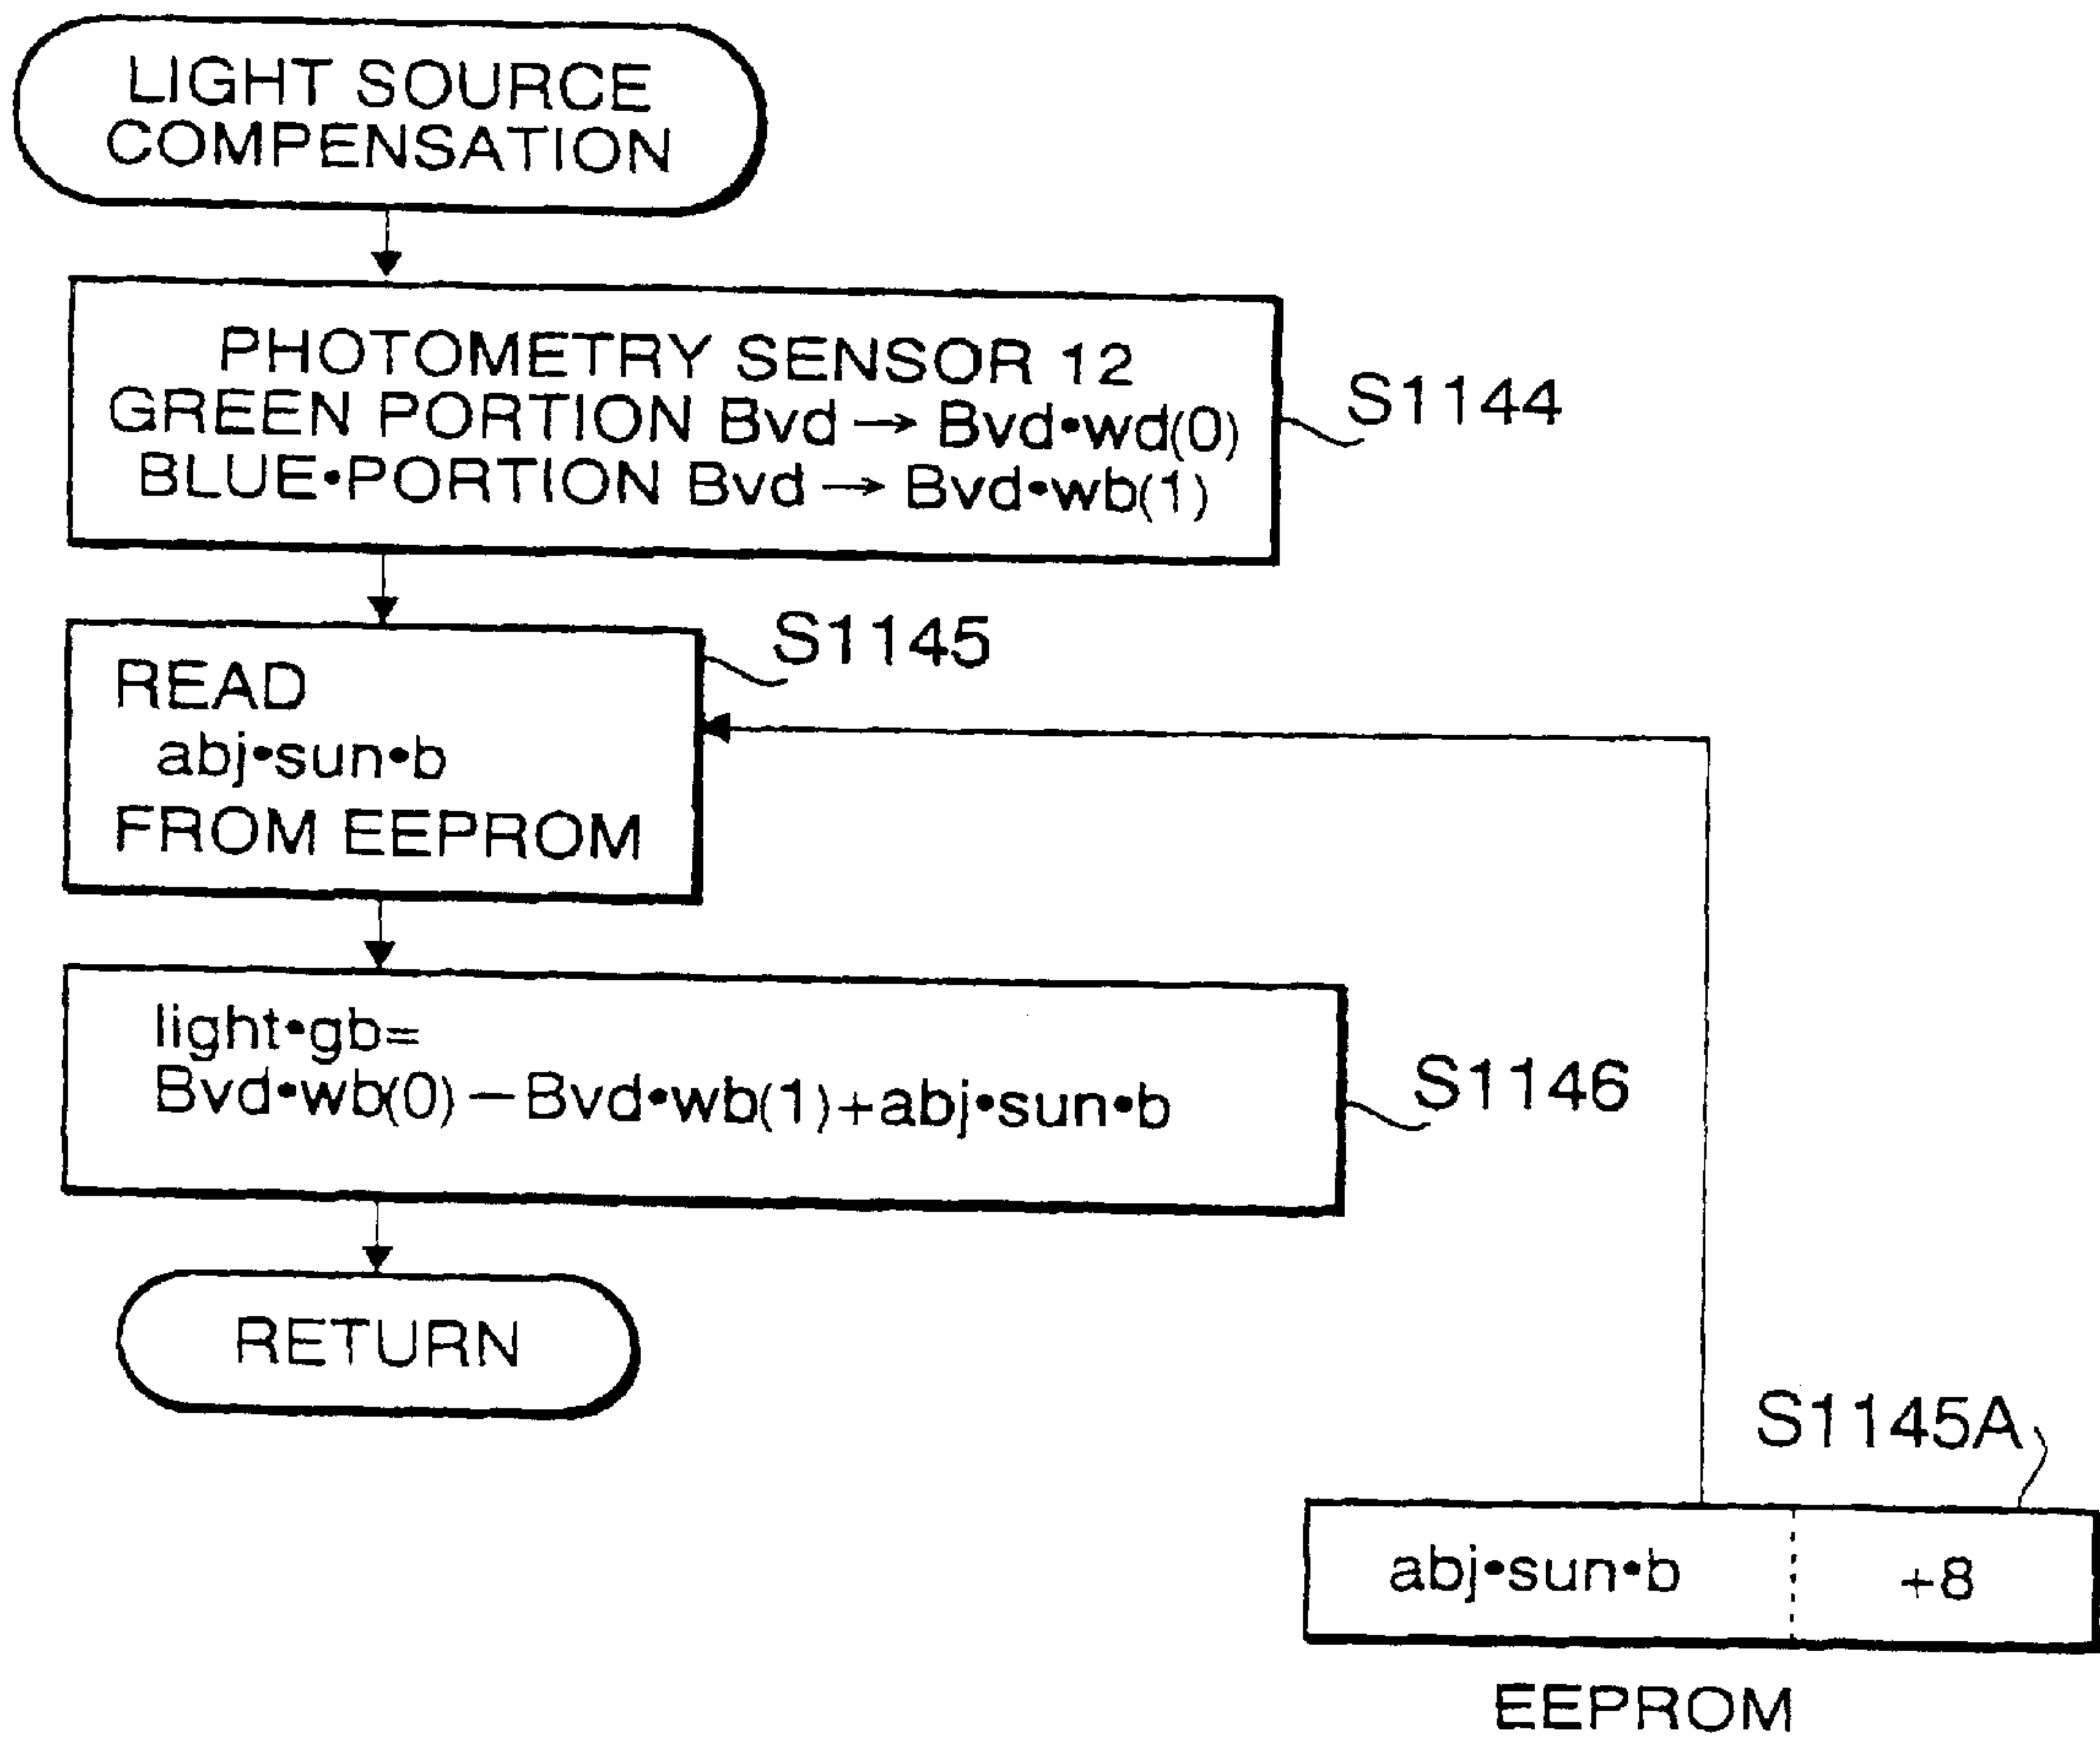 LIGHT SOURCE
COMPENSATION
PHOTOMETRY SENSOR 12
GREEN PORTION Bvd → Bvd•wd(0)
BLUE•PORTION Bvd → Bvd•wb(1)
S1144
S1145
READ
abj•sun•b
FROM EEPROM
light•gb=
Bvd•wb(0)－Bvd•wb(1)+abj•sun•b
S1146
RETURN
S1145A
abj•sun•b
+8
EEPROM